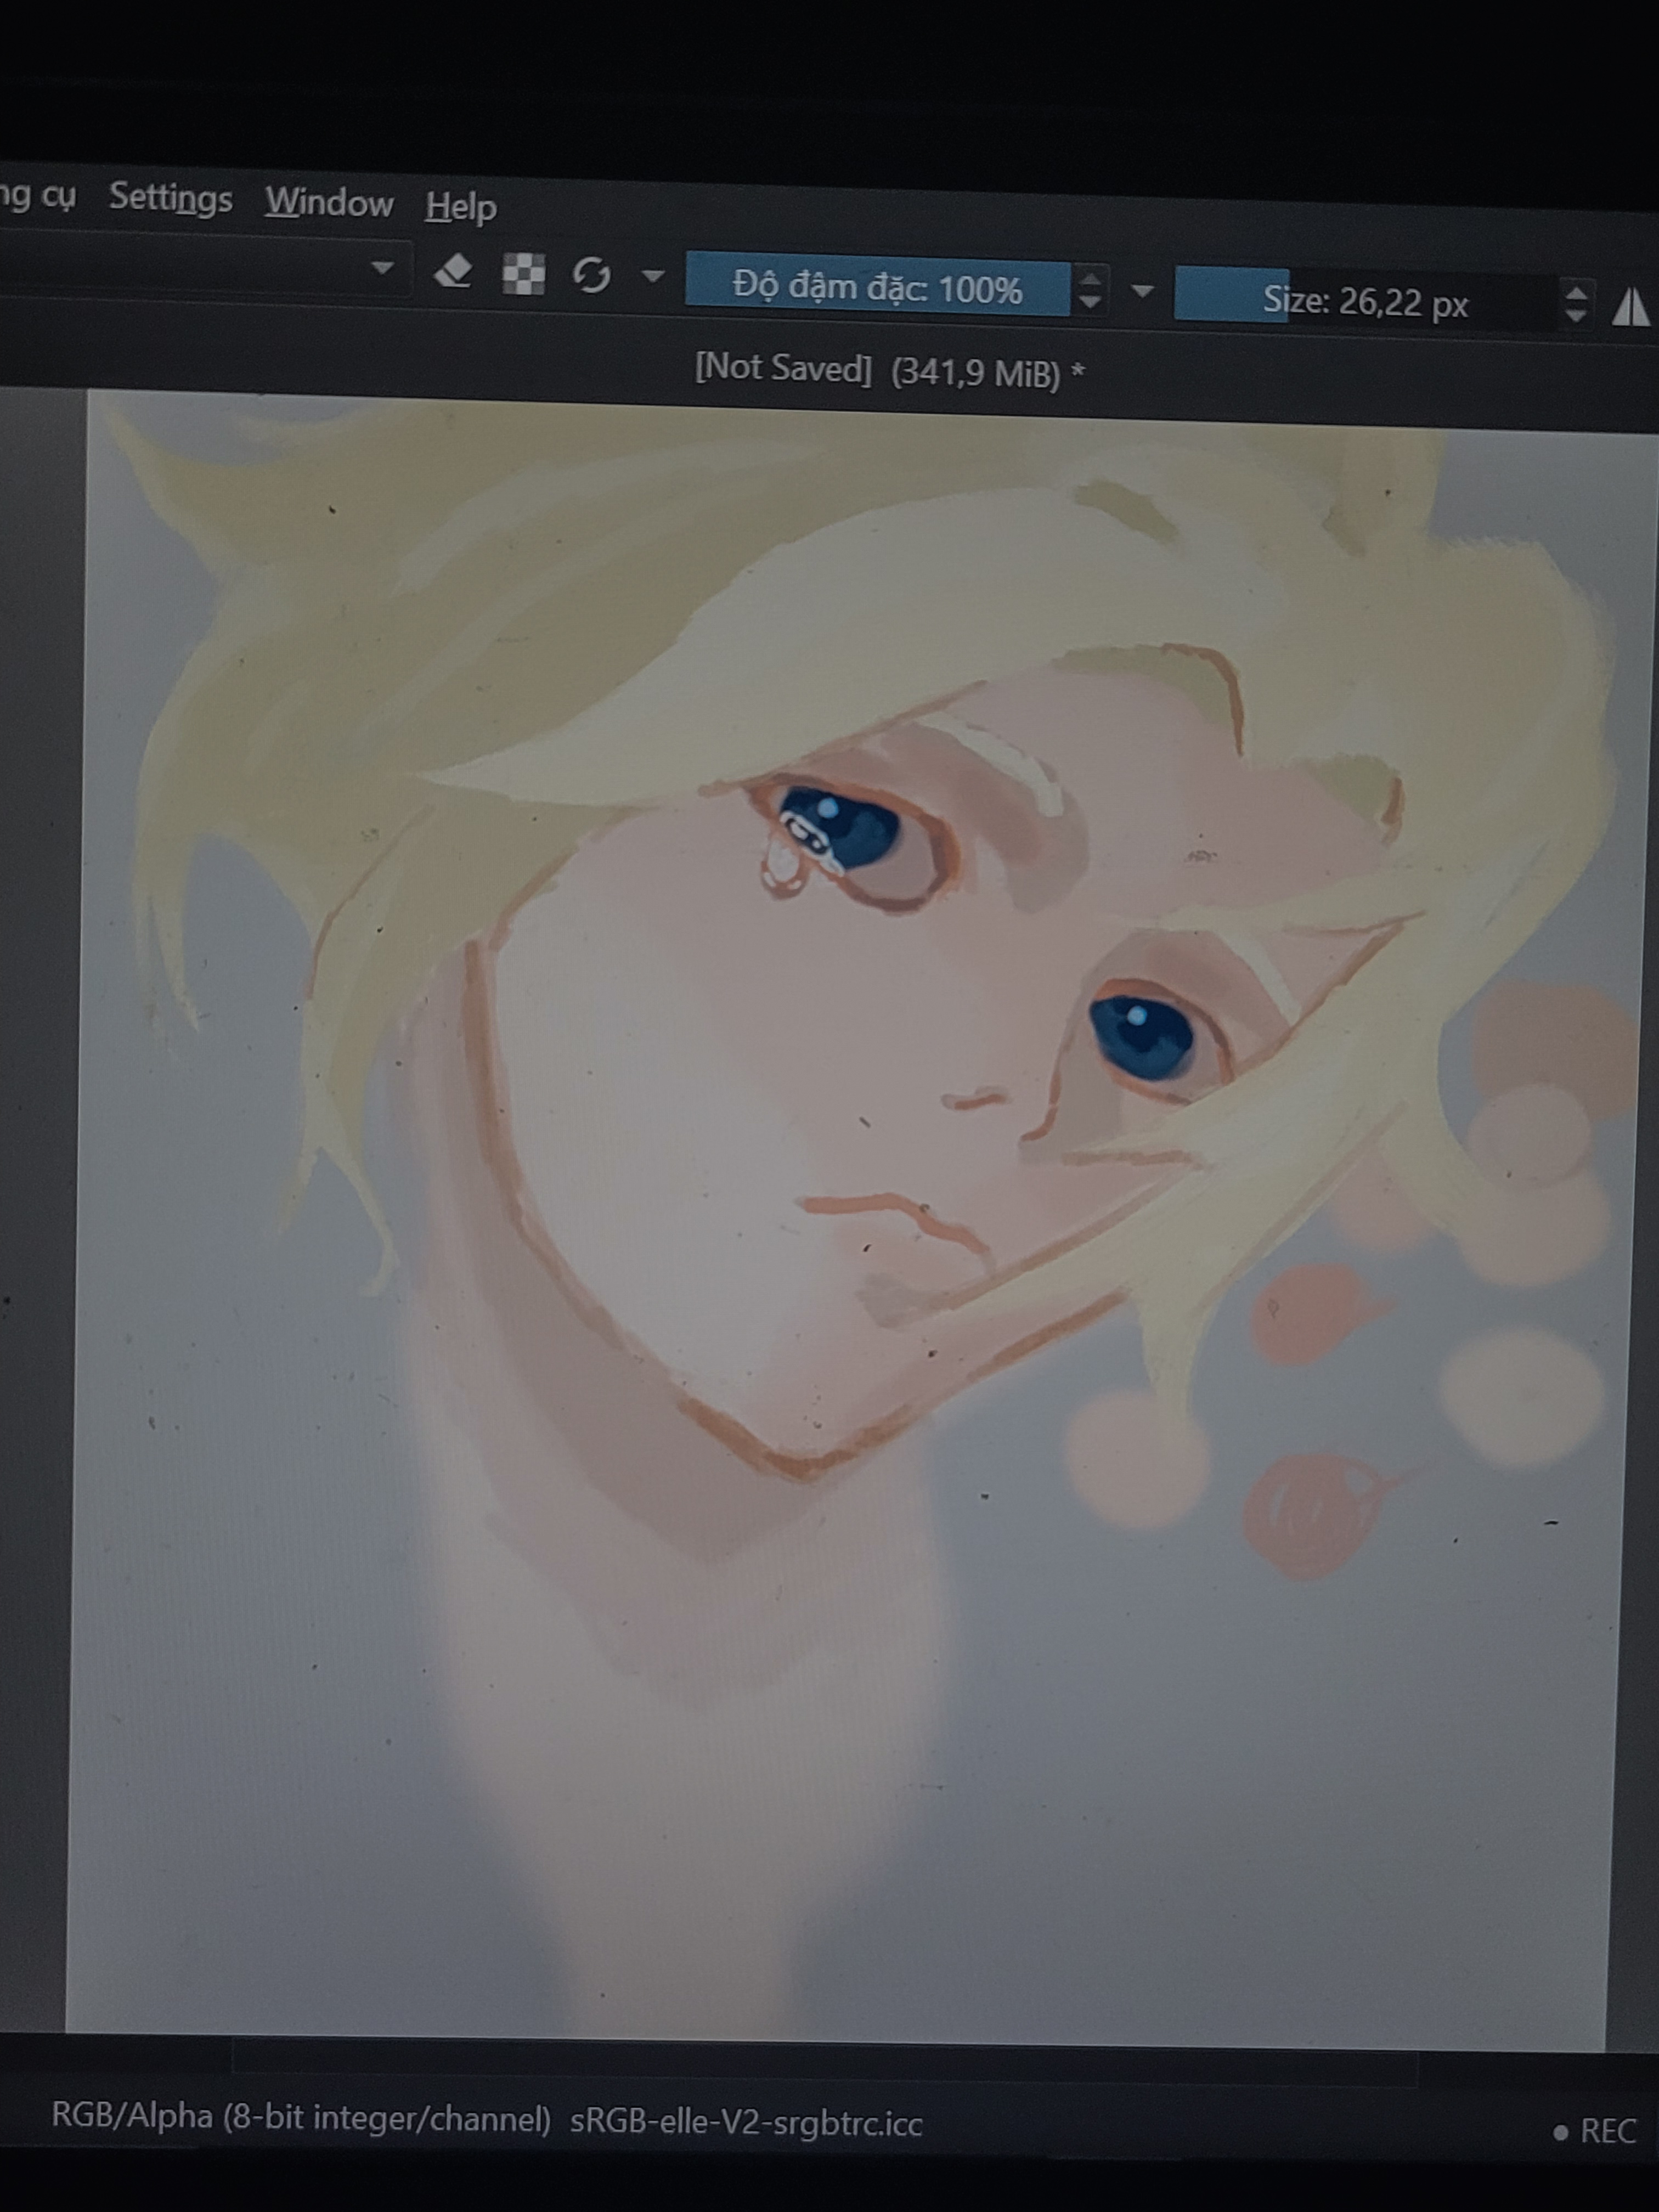 ng cụ Settings Window Help
Độ đậm đặc: 100% Size: 26,22 px
[Not Saved] (341,9 MiB) *
RGB/Alpha (8-bit integer/channel) sRGB-elle-V2-srgbtrc.icc
REC